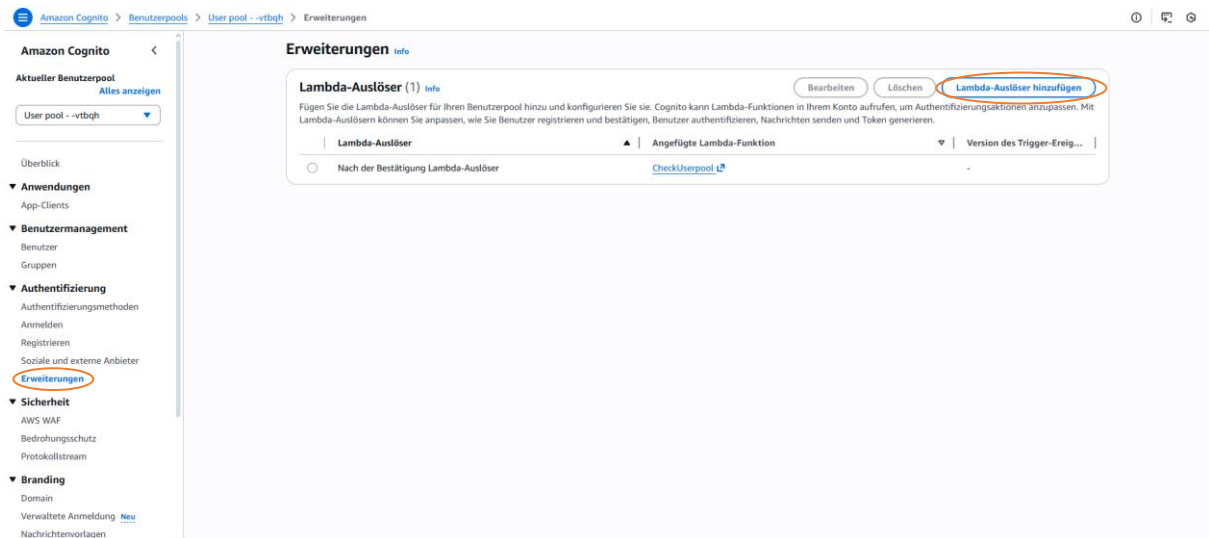 Amazon Cognito > Benutzerpools > User pool - -vtbqh > Erweiterungen
Amazon Cognito
Aktueller Benutzerpool
Alles anzeigen
User pool - -vtbqh
Überblick
Anwendungen
App-Clients
Benutzermanagement
Benutzer
Gruppen
Authentifizierung
Authentifizierungsmethoden
Anmelden
Registrieren
Soziale und externe Anbieter
Erweiterungen
Sicherheit
AWS WAF
Bedrohungsschutz
Protokollstream
Branding
Domain
Verwaltete Anmeldung Neu
Nachrichtenvorlagen
Erweiterungen Info
Lambda-Auslöser (1) Info
Bearbeiten Löschen Lambda-Auslöser hinzufügen
Fügen Sie die Lambda-Auslöser für Ihren Benutzerpool hinzu und konfigurieren Sie sie. Cognito kann Lambda-Funktionen in Ihrem Konto aufrufen, um Authentifizierungsaktionen anzupassen. Mit
Lambda-Auslösern können Sie anpassen, wie Sie Benutzer registrieren und bestätigen, Benutzer authentifizieren, Nachrichten senden und Token generieren.
Lambda-Auslöser Angefügte Lambda-Funktion Version des Trigger-Ereig...
Nach der Bestätigung Lambda-Auslöser CheckUserpool -